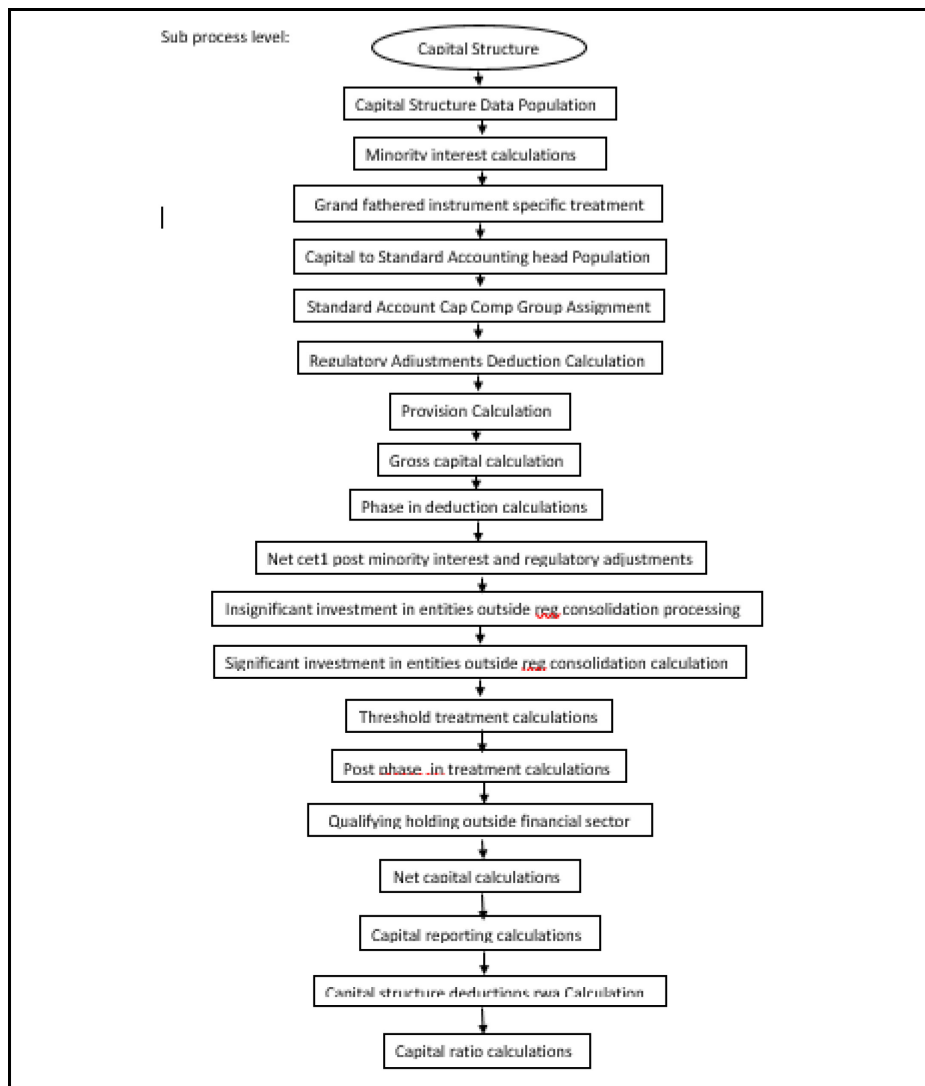 Sub process level:
Capital Structure
Capital Structure Data Population
Minority interest calculations
Grand fathered instrument specific treatment
Capital to Standard Accounting head Population
Standard Account Cap Comp Group Assignment
Regulatory Adjustments Deduction Calculation
Provision Calculation
Gross capital calculation
Phase in deduction calculations
Net cet1 post minority interest and regulatory adjustments
Insignificant investment in entities outside reg consolidation processing
Significant investment in entities outside reg consolidation calculation
Threshold treatment calculations
Post phase in treatment calculations
Qualifying holding outside financial sector
Net capital calculations
Capital reporting calculations
Capital structure deductions rwa Calculation
Capital ratio calculations